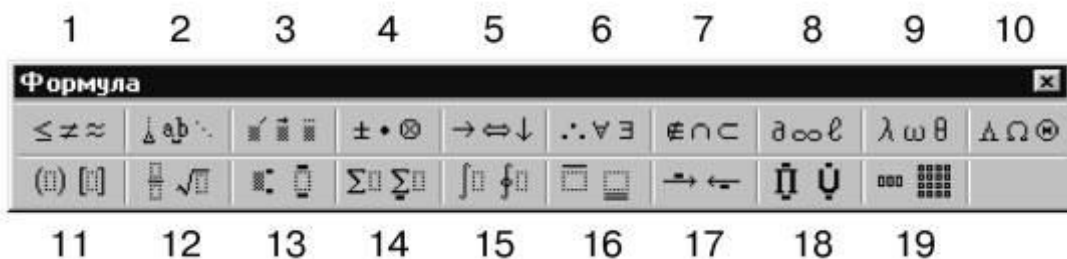 1 2 3 4 5 6 7 8 9 10
Формула
≤ ≠ ≈ ab ⋱ ± • ⊗ → ⇔ ↓ ∴ ∀ ∃ ∉ ∩ ⊂ ∂ ∞ ℓ λ ω θ Λ Ω Θ
( ) [ ] √ Σ Σ ∫ ∮ → ← Π Ụ
11 12 13 14 15 16 17 18 19